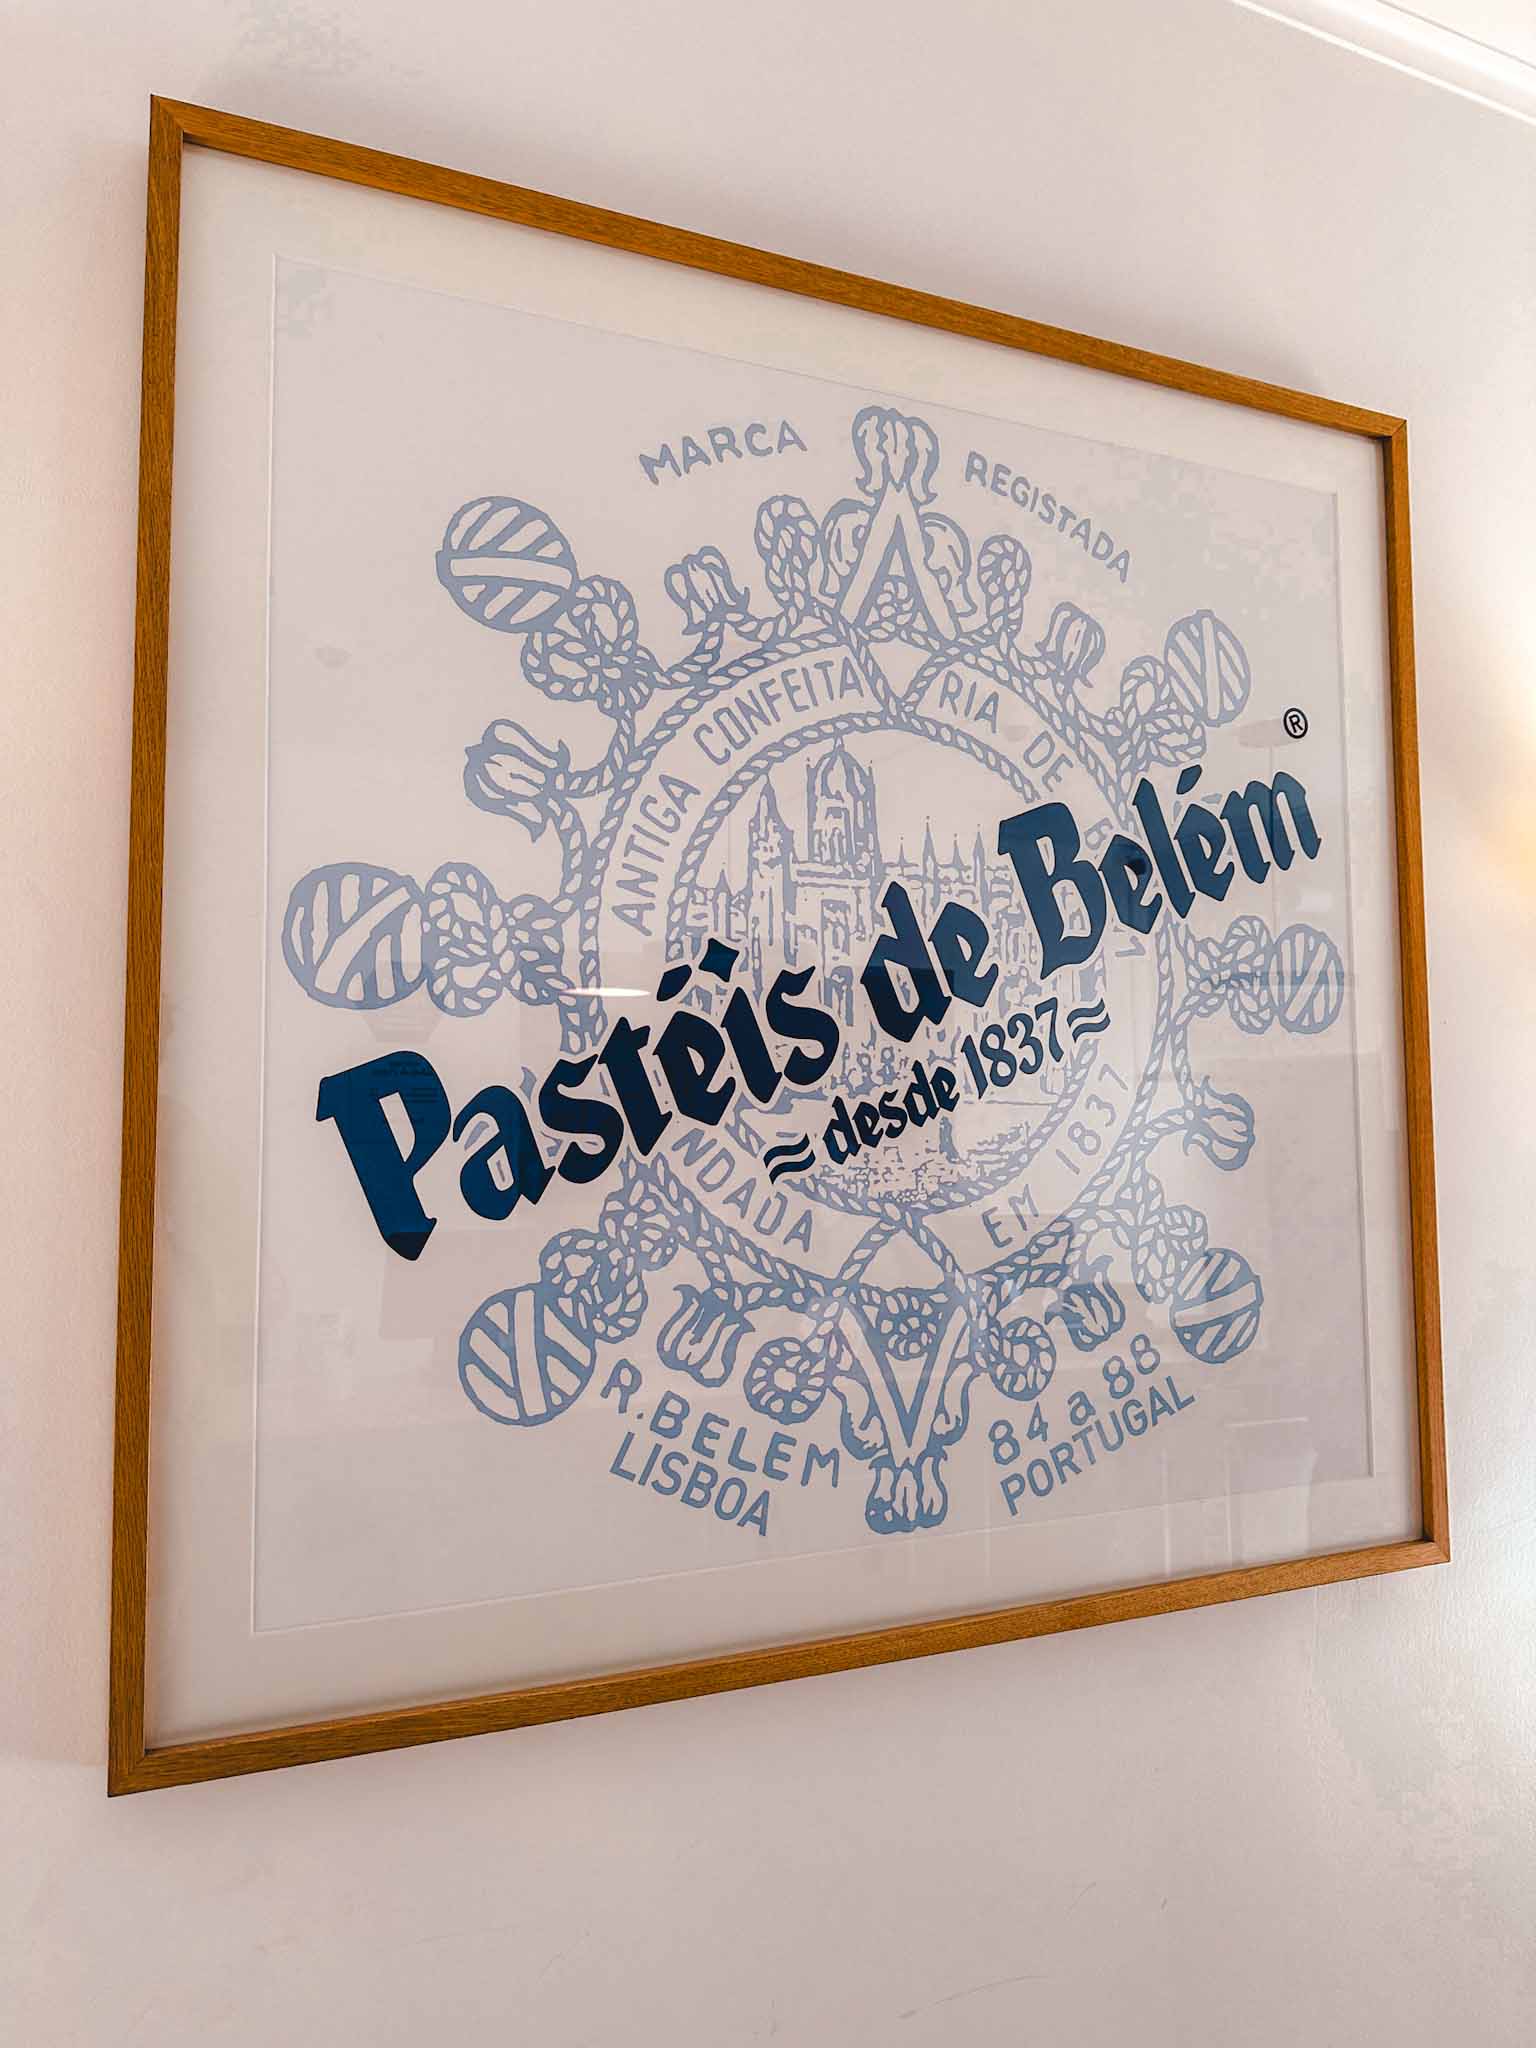 MARCA REGISTADA
ANTIGA CONFEITARIA DE
®
Pastéis de Belém
desde 1837
NDADA EM 1837
R. BELEM 84 a 88
LISBOA PORTUGAL